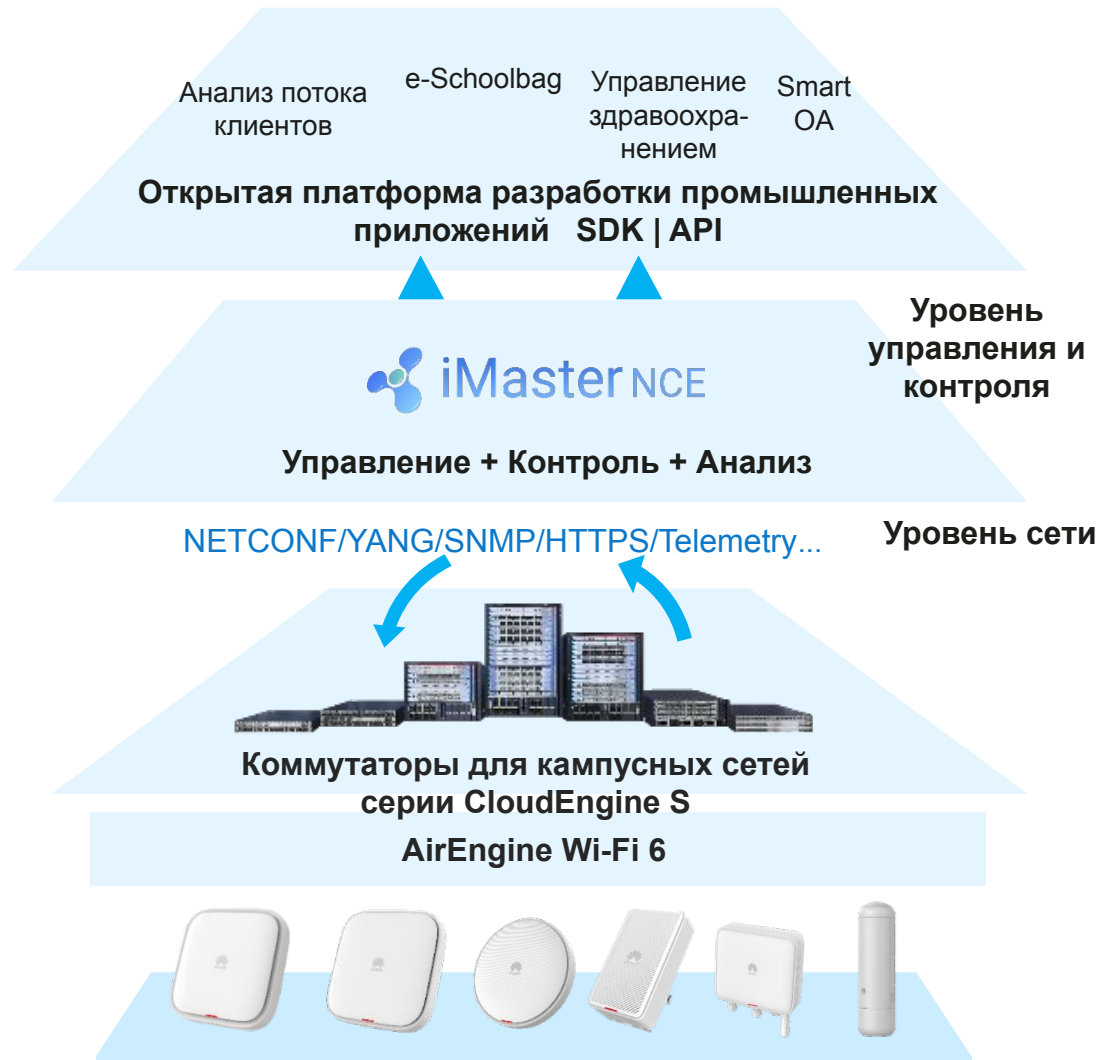 Анализ потока
клиентов
e-Schoolbag
Управление
здравоохра-
нением
Smart
OA
Открытая платформа разработки промышленных
приложений SDK | API
Уровень
управления и
контроля
iMaster NCE
Управление + Контроль + Анализ
NETCONF/YANG/SNMP/HTTPS/Telemetry...
Уровень сети
Коммутаторы для кампусных сетей
серии CloudEngine S
AirEngine Wi-Fi 6